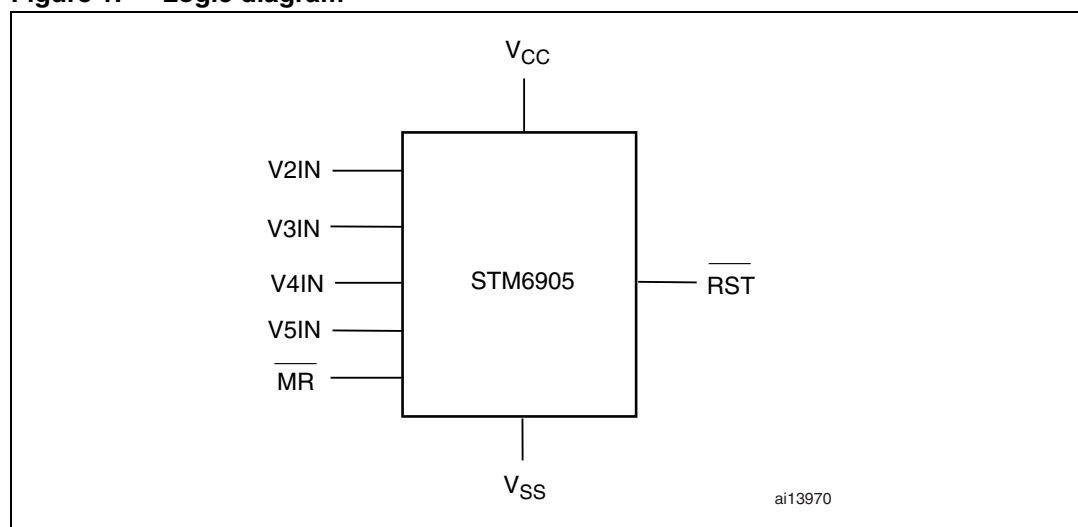 Figure 1. Logic diagram
VCC
V2IN
V3IN
V4IN
V5IN
MR
STM6905
RST
VSS
ai13970